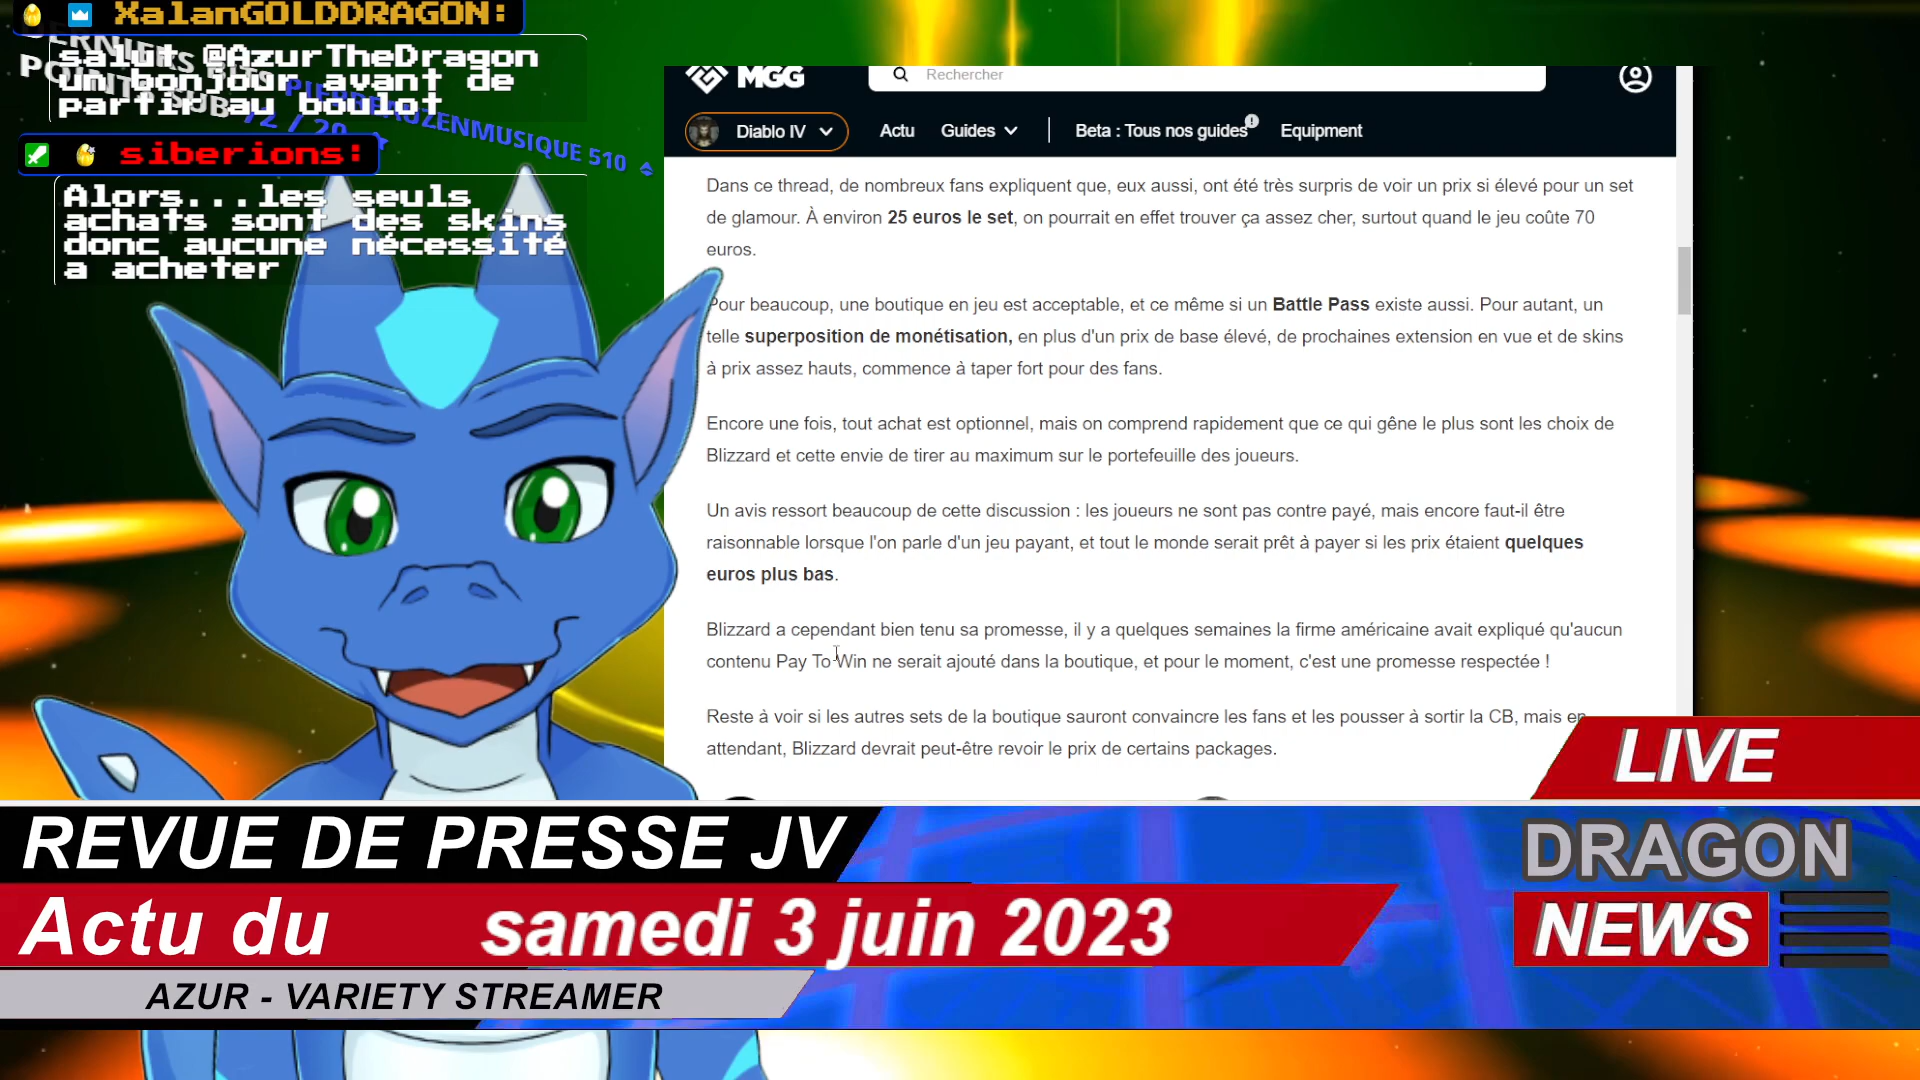 XalanGOLDDRAGON:
salut @AzurTheDragon
un bonjour avant de
partir au boulot
DERNIERS BITS
PIERREAUZENMUSIQUE 510
siberions:
Alors...les seuls
achats sont des skins
donc aucune nécessité
a acheter
MGG
Rechercher
Diablo IV
Actu
Guides
Beta : Tous nos guides
Equipment
Dans ce thread, de nombreux fans expliquent que, eux aussi, ont été très surpris de voir un prix si élevé pour un set
de glamour. À environ 25 euros le set, on pourrait en effet trouver ça assez cher, surtout quand le jeu coûte 70
euros.
Pour beaucoup, une boutique en jeu est acceptable, et ce même si un Battle Pass existe aussi. Pour autant, un
telle superposition de monétisation, en plus d'un prix de base élevé, de prochaines extension en vue et de skins
à prix assez hauts, commence à taper fort pour des fans.
Encore une fois, tout achat est optionnel, mais on comprend rapidement que ce qui gêne le plus sont les choix de
Blizzard et cette envie de tirer au maximum sur le portefeuille des joueurs.
Un avis ressort beaucoup de cette discussion : les joueurs ne sont pas contre payé, mais encore faut-il être
raisonnable lorsque l'on parle d'un jeu payant, et tout le monde serait prêt à payer si les prix étaient quelques
euros plus bas.
Blizzard a cependant bien tenu sa promesse, il y a quelques semaines la firme américaine avait expliqué qu'aucun
contenu Pay To Win ne serait ajouté dans la boutique, et pour le moment, c'est une promesse respectée !
Reste à voir si les autres sets de la boutique sauront convaincre les fans et les pousser à sortir la CB, mais en
attendant, Blizzard devrait peut-être revoir le prix de certains packages.
LIVE
REVUE DE PRESSE JV
DRAGON
Actu du samedi 3 juin 2023
NEWS
AZUR - VARIETY STREAMER